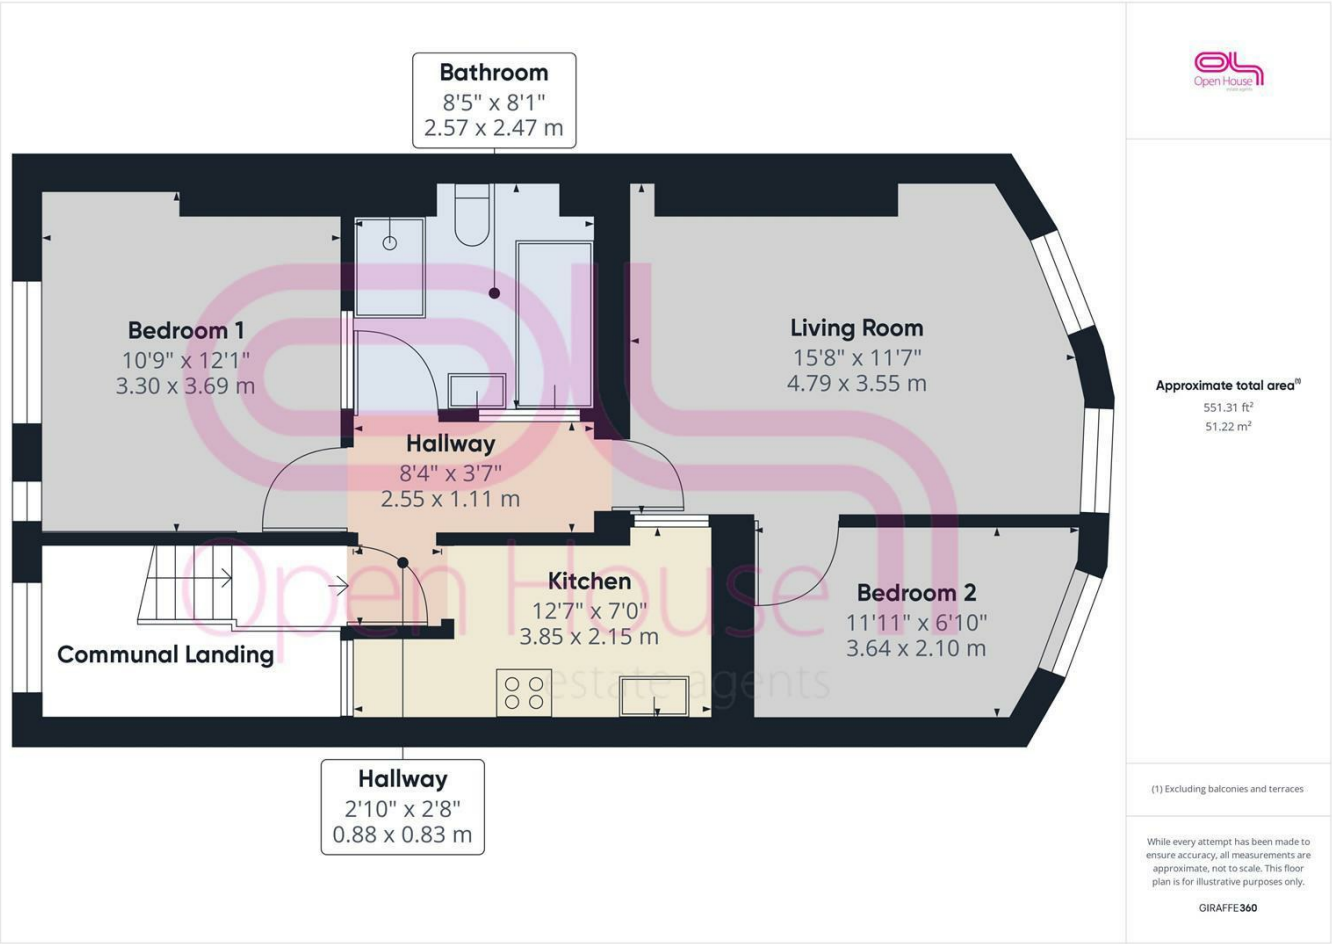 Bathroom
8'5" x 8'1"
2.57 x 2.47 m
Open House
estate agents
Bedroom 1
10'9" x 12'1"
3.30 x 3.69 m
Living Room
15'8" x 11'7"
4.79 x 3.55 m
Approximate total area⁽¹⁾
551.31 ft²
51.22 m²
Hallway
8'4" x 3'7"
2.55 x 1.11 m
Open House
estate agents
Kitchen
12'7" x 7'0"
3.85 x 2.15 m
Bedroom 2
11'11" x 6'10"
3.64 x 2.10 m
Communal Landing
Hallway
2'10" x 2'8"
0.88 x 0.83 m
(1) Excluding balconies and terraces
While every attempt has been made to
ensure accuracy, all measurements are
approximate, not to scale. This floor
plan is for illustrative purposes only.
GIRAFFE360